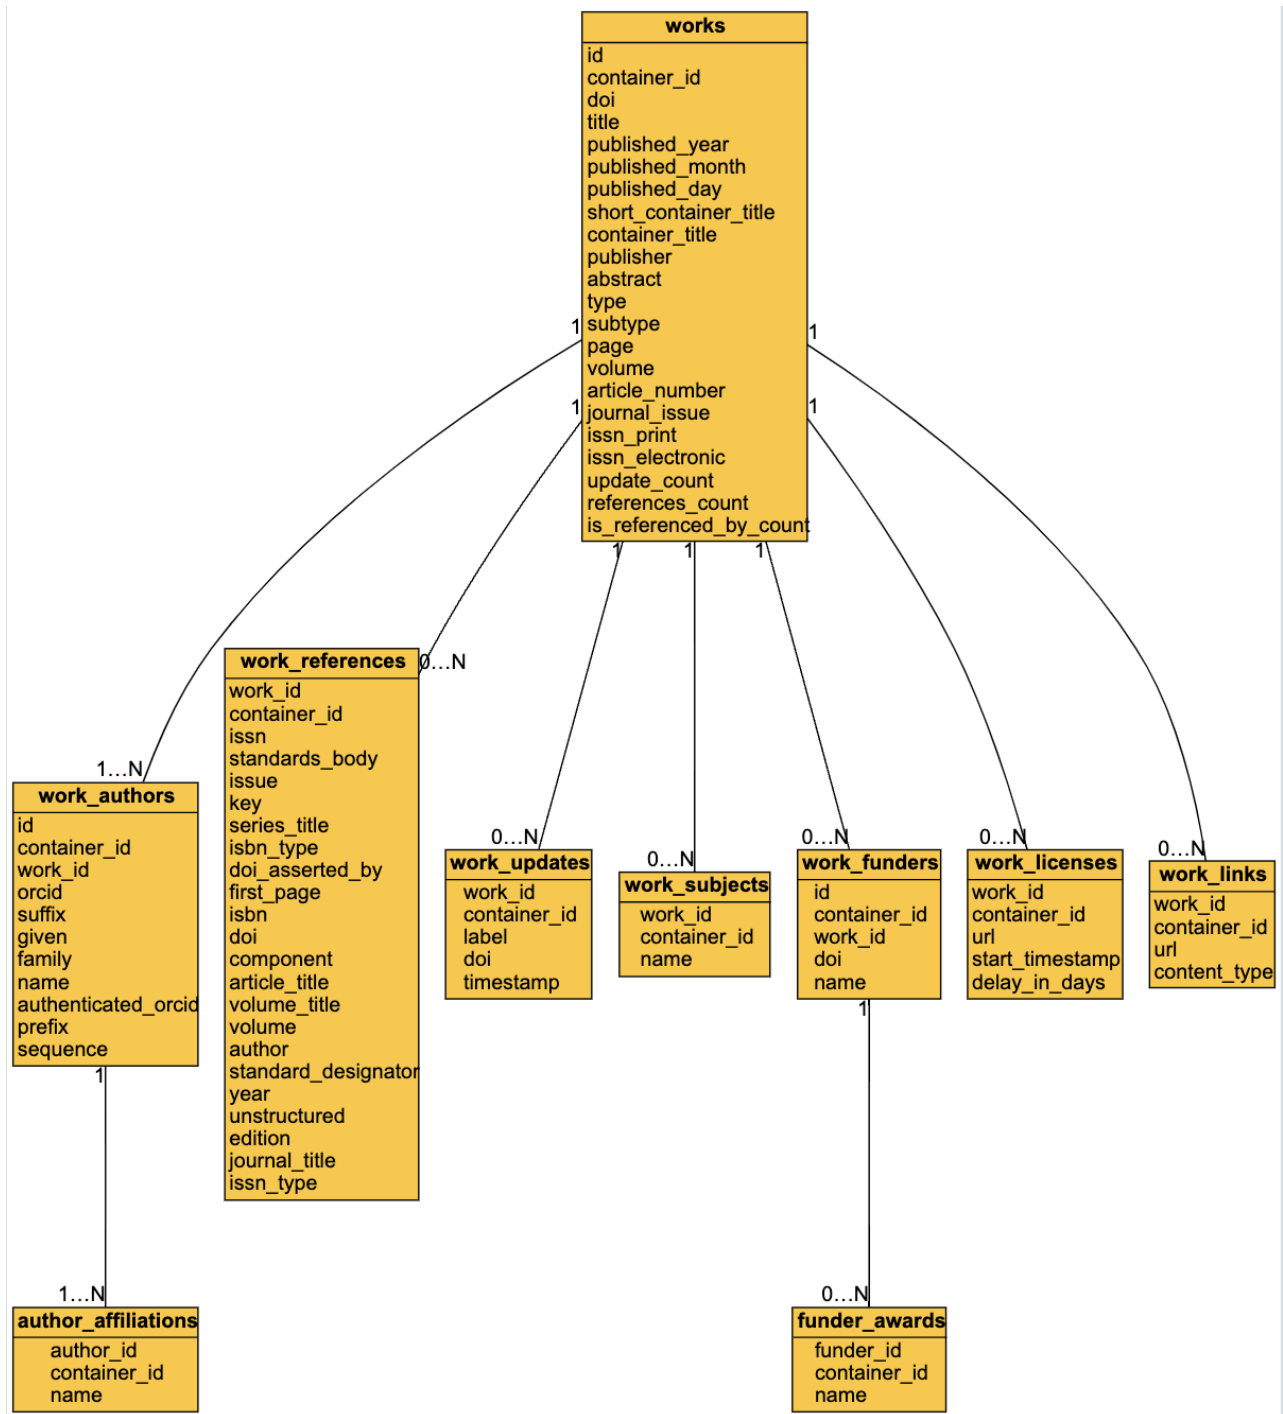 works
id
container_id
doi
title
published_year
published_month
published_day
short_container_title
container_title
publisher
abstract
type
subtype
page
volume
article_number
journal_issue
issn_print
issn_electronic
update_count
references_count
is_referenced_by_count
1
1
1
1
1
1
1
1...N
work_authors
id
container_id
work_id
orcid
suffix
given
family
name
authenticated_orcid
prefix
sequence
1
0...N
work_references
work_id
container_id
issn
standards_body
issue
key
series_title
isbn_type
doi_asserted_by
first_page
isbn
doi
component
article_title
volume_title
volume
author
standard_designator
year
unstructured
edition
journal_title
issn_type
0...N
work_updates
work_id
container_id
label
doi
timestamp
0...N
work_subjects
work_id
container_id
name
0...N
work_funders
id
container_id
work_id
doi
name
1
0...N
work_licenses
work_id
container_id
url
start_timestamp
delay_in_days
0...N
work_links
work_id
container_id
url
content_type
1...N
author_affiliations
author_id
container_id
name
0...N
funder_awards
funder_id
container_id
name